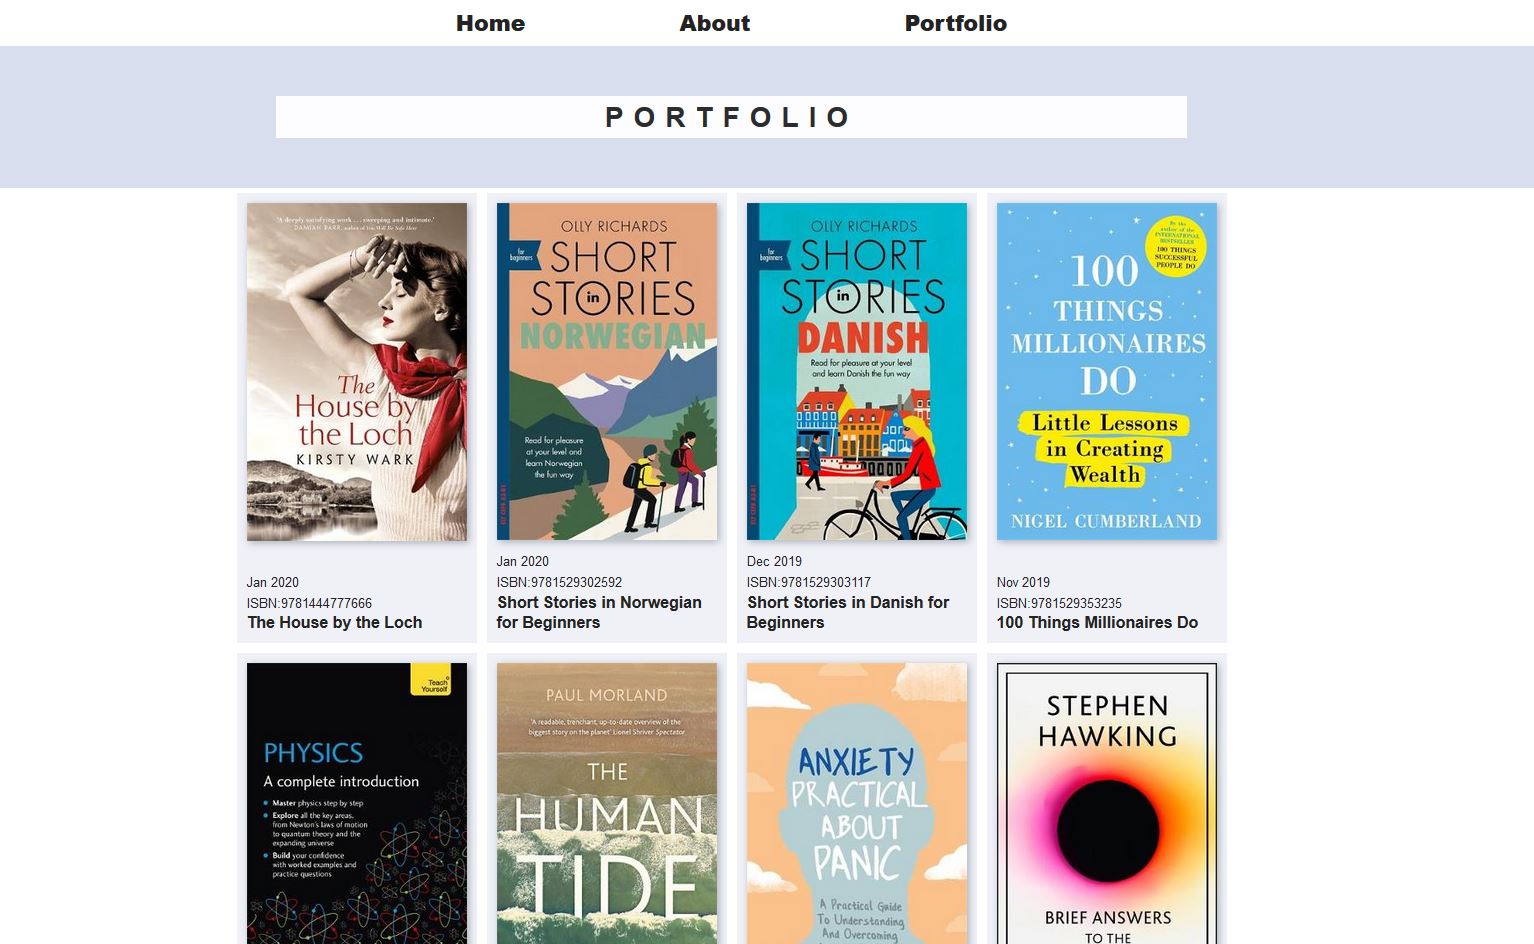 Home About Portfolio
PORTFOLIO
'A deeply satisfying work . . . sweeping and intimate.'
DAMIAN BARR, author of You Will Be Safe Here
The
House by
the Loch
KIRSTY WARK
Jan 2020
ISBN:9781444777666
The House by the Loch
OLLY RICHARDS
for
beginners
SHORT
STORIES
in
NORWEGIAN
Read for pleasure
at your level and
learn Norwegian
the fun way
Jan 2020
ISBN:9781529302592
Short Stories in Norwegian
for Beginners
OLLY RICHARDS
for
beginners
SHORT
STORIES
in
DANISH
Read for pleasure at your level
and learn Danish the fun way
Dec 2019
ISBN:9781529303117
Short Stories in Danish for
Beginners
By the
author of the
INTERNATIONAL
BESTSELLER
100 THINGS
SUCCESSFUL
PEOPLE DO
100
THINGS
MILLIONAIRES
DO
Little Lessons
in Creating
Wealth
NIGEL CUMBERLAND
Nov 2019
ISBN:9781529353235
100 Things Millionaires Do
Teach
Yourself
PHYSICS
A complete introduction
Master physics step by step
Explore all the key areas,
from Newton's laws of motion
to quantum theory and the
expanding universe
Build your confidence
with worked examples and
practice questions
PAUL MORLAND
'A readable, trenchant, up-to-date overview of the
biggest story on the planet' Lionel Shriver Spectator
THE
HUMAN
TIDE
ANXIETY
PRACTICAL
ABOUT
PANIC
A Practical Guide
To Understanding
And Overcoming
STEPHEN
HAWKING
BRIEF ANSWERS
TO THE